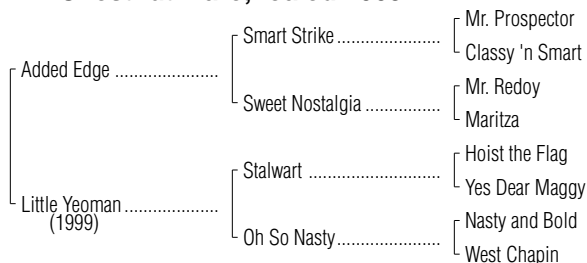 Smart Strike ..................
Mr. Prospector
Classy 'n Smart
Added Edge ......................
Sweet Nostalgia .................
Mr. Redoy
Maritza
Stalwart .......................
Hoist the Flag
Yes Dear Maggy
Little Yeoman....................
(1999)
Oh So Nasty..................
Nasty and Bold
West Chapin